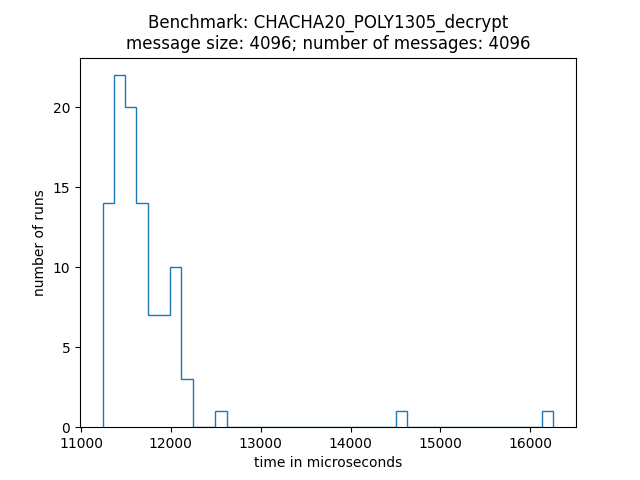 Benchmark: CHACHA20_POLY1305_decrypt
message size: 4096; number of messages: 4096
number of runs
20
15
10
5
0
11000 12000 13000 14000 15000 16000
time in microseconds